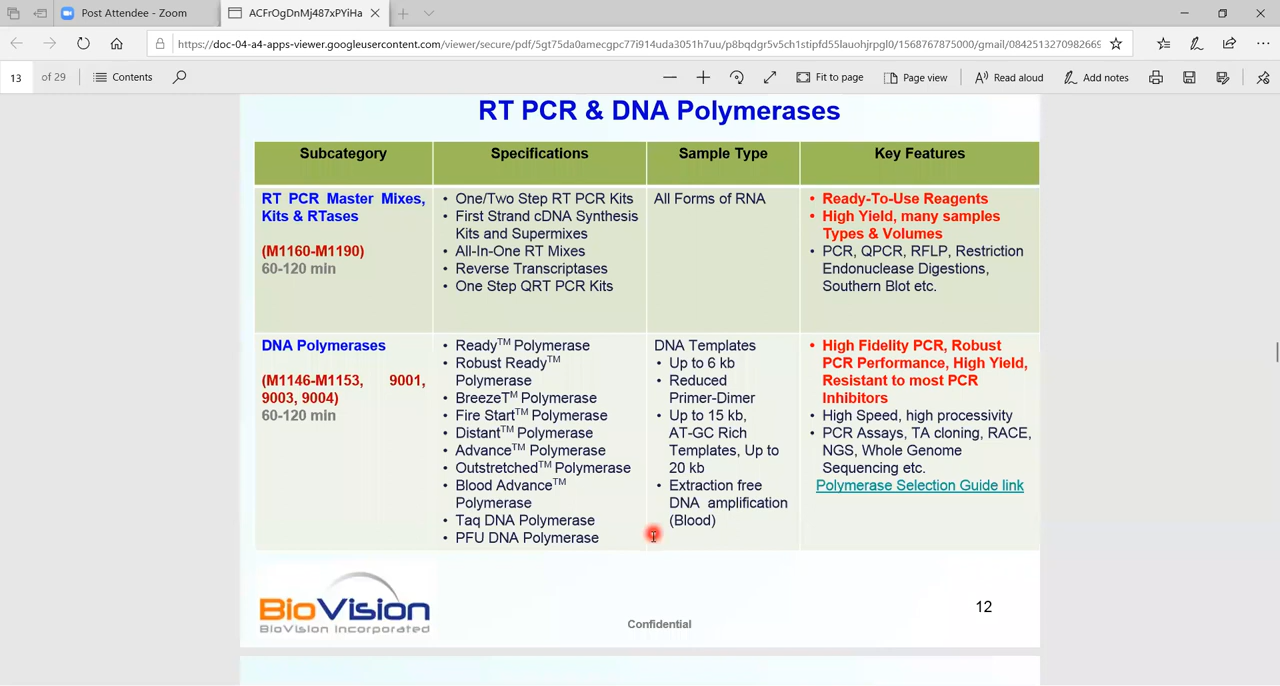 Post Attendee - Zoom
ACFrOgDnMj487xPYiHa
https://doc-04-a4-apps-viewer.googleusercontent.com/viewer/secure/pdf/5gt75da0amecgpc77i914uda3051h7uu/p8bqdgr5v5ch1stipfd55lauohjrpgl0/1568767875000/gmail/0842513270982669
13 of 29 Contents Fit to page Page view Read aloud Add notes
RT PCR & DNA Polymerases
Subcategory Specifications Sample Type Key Features
RT PCR Master Mixes,
Kits & RTases
(M1160-M1190)
60-120 min
• One/Two Step RT PCR Kits
• First Strand cDNA Synthesis
Kits and Supermixes
• All-In-One RT Mixes
• Reverse Transcriptases
• One Step QRT PCR Kits
All Forms of RNA
• Ready-To-Use Reagents
• High Yield, many samples
Types & Volumes
• PCR, QPCR, RFLP, Restriction
Endonuclease Digestions,
Southern Blot etc.
DNA Polymerases
(M1146-M1153, 9001,
9003, 9004)
60-120 min
• Ready™ Polymerase
• Robust Ready™
Polymerase
• BreezeT™ Polymerase
• Fire Start™ Polymerase
• Distant™ Polymerase
• Advance™ Polymerase
• Outstretched™ Polymerase
• Blood Advance™
Polymerase
• Taq DNA Polymerase
• PFU DNA Polymerase
DNA Templates
• Up to 6 kb
• Reduced
Primer-Dimer
• Up to 15 kb,
AT-GC Rich
Templates, Up to
20 kb
• Extraction free
DNA amplification
(Blood)
• High Fidelity PCR, Robust
PCR Performance, High Yield,
Resistant to most PCR
Inhibitors
• High Speed, high processivity
• PCR Assays, TA cloning, RACE,
NGS, Whole Genome
Sequencing etc.
Polymerase Selection Guide link
BioVision
BioVision Incorporated
Confidential
12